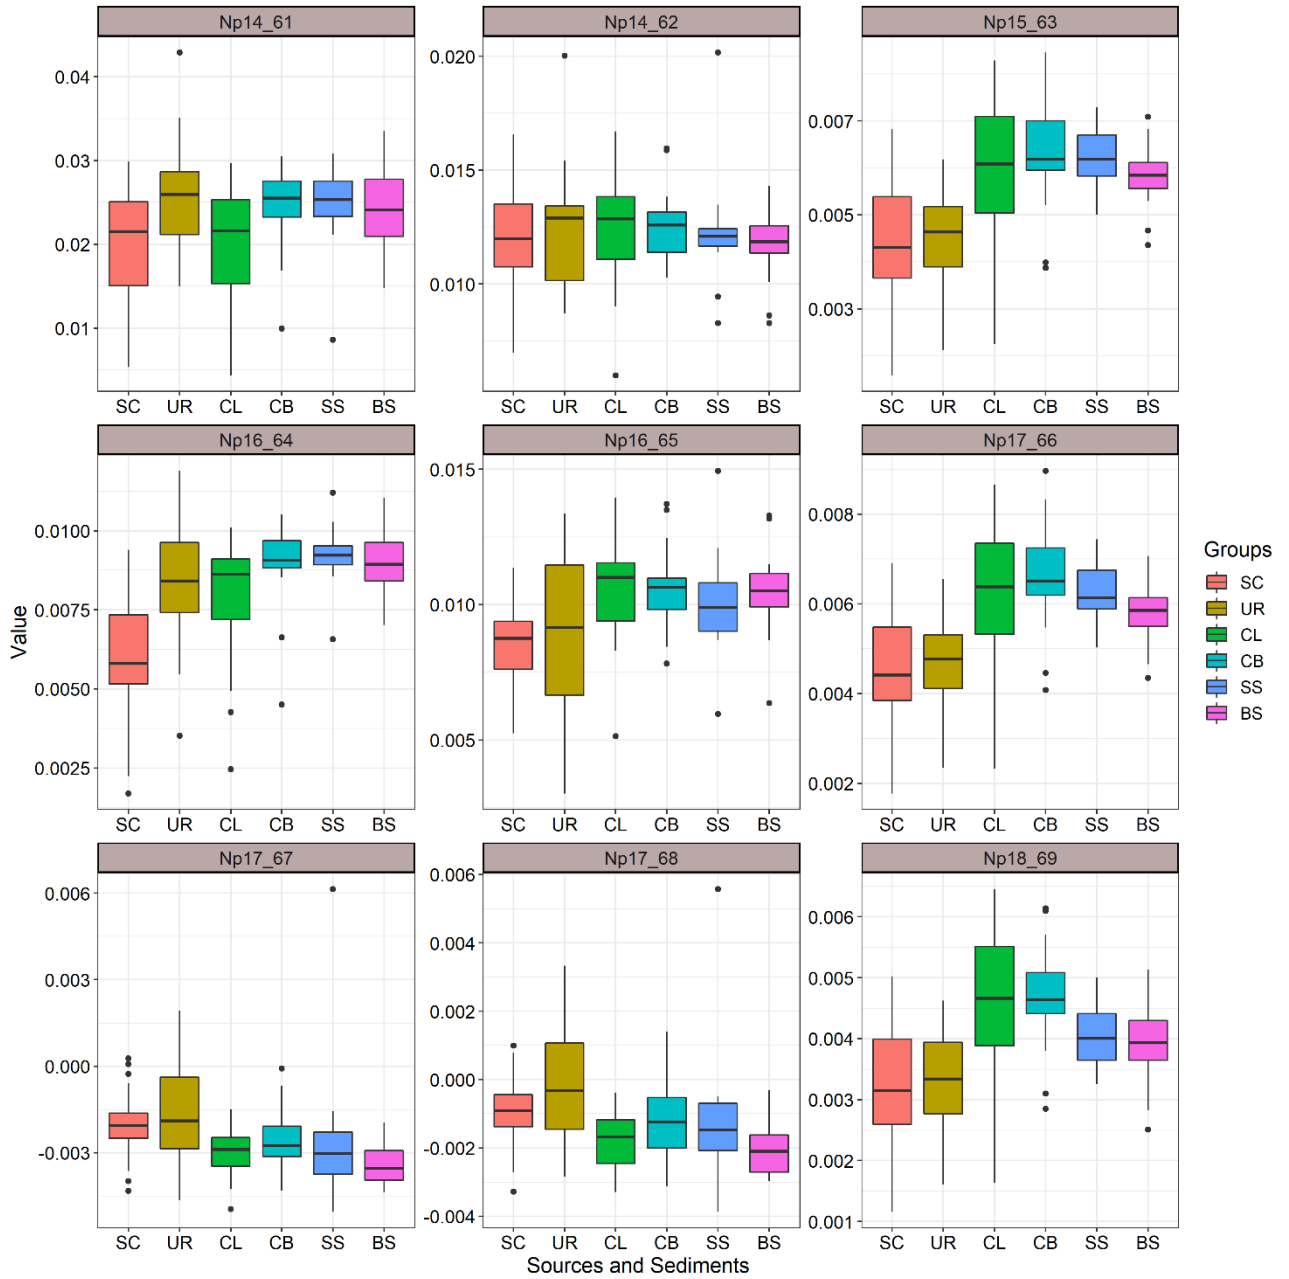 Np14_61 Np14_62 Np15_63
0.04
0.03
0.02
0.01
0.020
0.015
0.010
0.007
0.005
0.003
SC UR CL CB SS BS SC UR CL CB SS BS SC UR CL CB SS BS
Np16_64 Np16_65 Np17_66
0.0100
0.0075
0.0050
0.0025
0.015
0.010
0.005
0.008
0.006
0.004
0.002
SC UR CL CB SS BS SC UR CL CB SS BS SC UR CL CB SS BS
Np17_67 Np17_68 Np18_69
0.006
0.003
0.000
-0.003
0.006
0.004
0.002
0.000
-0.002
-0.004
0.006
0.005
0.004
0.003
0.002
0.001
SC UR CL CB SS BS SC UR CL CB SS BS SC UR CL CB SS BS
Value
Sources and Sediments
Groups
SC
UR
CL
CB
SS
BS